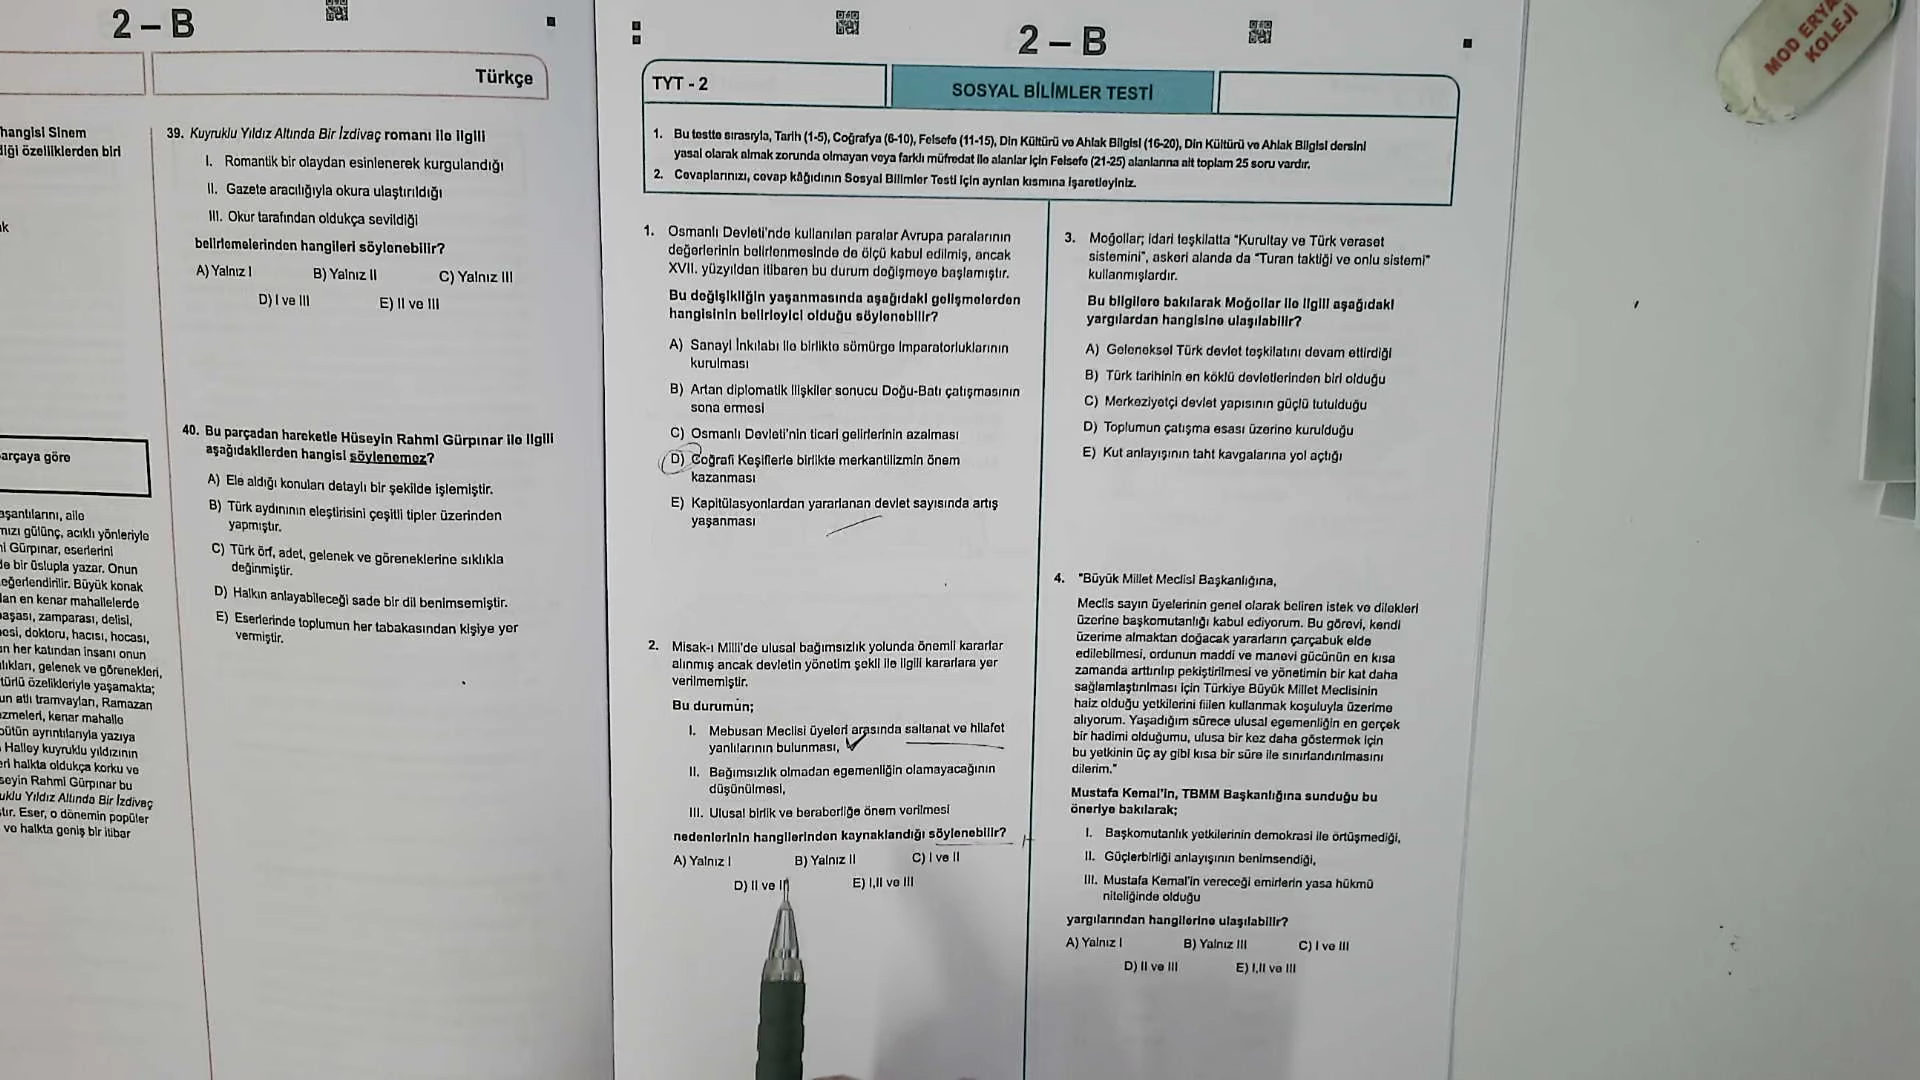 2 – B
Türkçe
hangisi Sinem
liği özelliklerden biri
ak
arçaya göre
aşantılarını, aile
mızı gülünç, acıklı yönleriyle
ni Gürpınar, eserlerini
de bir üslupla yazar. Onun
eğerlendirilir. Büyük konak
lan en kenar mahallelerde
paşası, zamparası, delisi,
besi, doktoru, hacısı, hocası,
ın her katından insanı onun
nlıkları, gelenek ve görenekleri,
türlü özelikleriyle yaşamakta;
un atlı tramvayları, Ramazan
ezmeleri, kenar mahalle
bütün ayrıntılarıyla yazıya
Halley kuyruklu yıldızının
eri halkta oldukça korku ve
seyin Rahmi Gürpınar bu
uklu Yıldız Altında Bir İzdivaç
ştır. Eser, o dönemin popüler
ve halkta geniş bir itibar
39. Kuyruklu Yıldız Altında Bir İzdivaç romanı ile ilgili
I. Romantik bir olaydan esinlenerek kurgulandığı
II. Gazete aracılığıyla okura ulaştırıldığı
III. Okur tarafından oldukça sevildiği
belirlemelerinden hangileri söylenebilir?
A) Yalnız I B) Yalnız II C) Yalnız III
D) I ve III E) II ve III
40. Bu parçadan hareketle Hüseyin Rahmi Gürpınar ile ilgili
aşağıdakilerden hangisi söylenemez?
A) Ele aldığı konuları detaylı bir şekilde işlemiştir.
B) Türk aydınının eleştirisini çeşitli tipler üzerinden
yapmıştır.
C) Türk örf, adet, gelenek ve göreneklerine sıklıkla
değinmiştir.
D) Halkın anlayabileceği sade bir dil benimsemiştir.
E) Eserlerinde toplumun her tabakasından kişiye yer
vermiştir.
2 – B
TYT - 2
SOSYAL BİLİMLER TESTİ
1. Bu testte sırasıyla, Tarih (1-5), Coğrafya (6-10), Felsefe (11-15), Din Kültürü ve Ahlak Bilgisi (16-20), Din Kültürü ve Ahlak Bilgisi dersini
yasal olarak almak zorunda olmayan veya farklı müfredat ile alanlar için Felsefe (21-25) alanlarına ait toplam 25 soru vardır.
2. Cevaplarınızı, cevap kâğıdının Sosyal Bilimler Testi için ayrılan kısmına işaretleyiniz.
1. Osmanlı Devleti'nde kullanılan paralar Avrupa paralarının
değerlerinin belirlenmesinde de ölçü kabul edilmiş, ancak
XVII. yüzyıldan itibaren bu durum değişmeye başlamıştır.
Bu değişikliğin yaşanmasında aşağıdaki gelişmelerden
hangisinin belirleyici olduğu söylenebilir?
A) Sanayi İnkılabı ile birlikte sömürge imparatorluklarının
kurulması
B) Artan diplomatik ilişkiler sonucu Doğu-Batı çatışmasının
sona ermesi
C) Osmanlı Devleti'nin ticari gelirlerinin azalması
D) Coğrafi Keşiflerle birlikte merkantilizmin önem
kazanması
E) Kapitülasyonlardan yararlanan devlet sayısında artış
yaşanması
2. Misak-ı Milli'de ulusal bağımsızlık yolunda önemli kararlar
alınmış ancak devletin yönetim şekli ile ilgili kararlara yer
verilmemiştir.
Bu durumun;
I. Mebusan Meclisi üyeleri arasında saltanat ve hilafet
yanlılarının bulunması,
II. Bağımsızlık olmadan egemenliğin olamayacağının
düşünülmesi,
III. Ulusal birlik ve beraberliğe önem verilmesi
nedenlerinin hangilerinden kaynaklandığı söylenebilir?
A) Yalnız I B) Yalnız II C) I ve II
D) II ve III E) I,II ve III
3. Moğollar; idari teşkilatta "Kurultay ve Türk veraset
sistemini", askeri alanda da "Turan taktiği ve onlu sistemi"
kullanmışlardır.
Bu bilgilere bakılarak Moğollar ile ilgili aşağıdaki
yargılardan hangisine ulaşılabilir?
A) Geleneksel Türk devlet teşkilatını devam ettirdiği
B) Türk tarihinin en köklü devletlerinden biri olduğu
C) Merkeziyetçi devlet yapısının güçlü tutulduğu
D) Toplumun çatışma esası üzerine kurulduğu
E) Kut anlayışının taht kavgalarına yol açtığı
4. "Büyük Millet Meclisi Başkanlığına,
Meclis sayın üyelerinin genel olarak beliren istek ve dilekleri
üzerine başkomutanlığı kabul ediyorum. Bu görevi, kendi
üzerime almaktan doğacak yararların çarçabuk elde
edilebilmesi, ordunun maddi ve manevi gücünün en kısa
zamanda arttırılıp pekiştirilmesi ve yönetimin bir kat daha
sağlamlaştırılması için Türkiye Büyük Millet Meclisinin
haiz olduğu yetkilerini fiilen kullanmak koşuluyla üzerime
alıyorum. Yaşadığım sürece ulusal egemenliğin en gerçek
bir hadimi olduğumu, ulusa bir kez daha göstermek için
bu yetkinin üç ay gibi kısa bir süre ile sınırlandırılmasını
dilerim."
Mustafa Kemal'in, TBMM Başkanlığına sunduğu bu
öneriye bakılarak;
I. Başkomutanlık yetkilerinin demokrasi ile örtüşmediği,
II. Güçlerbirliği anlayışının benimsendiği,
III. Mustafa Kemal'in vereceği emirlerin yasa hükmü
niteliğinde olduğu
yargılarından hangilerine ulaşılabilir?
A) Yalnız I B) Yalnız III C) I ve III
D) II ve III E) I,II ve III
KOLEJİ